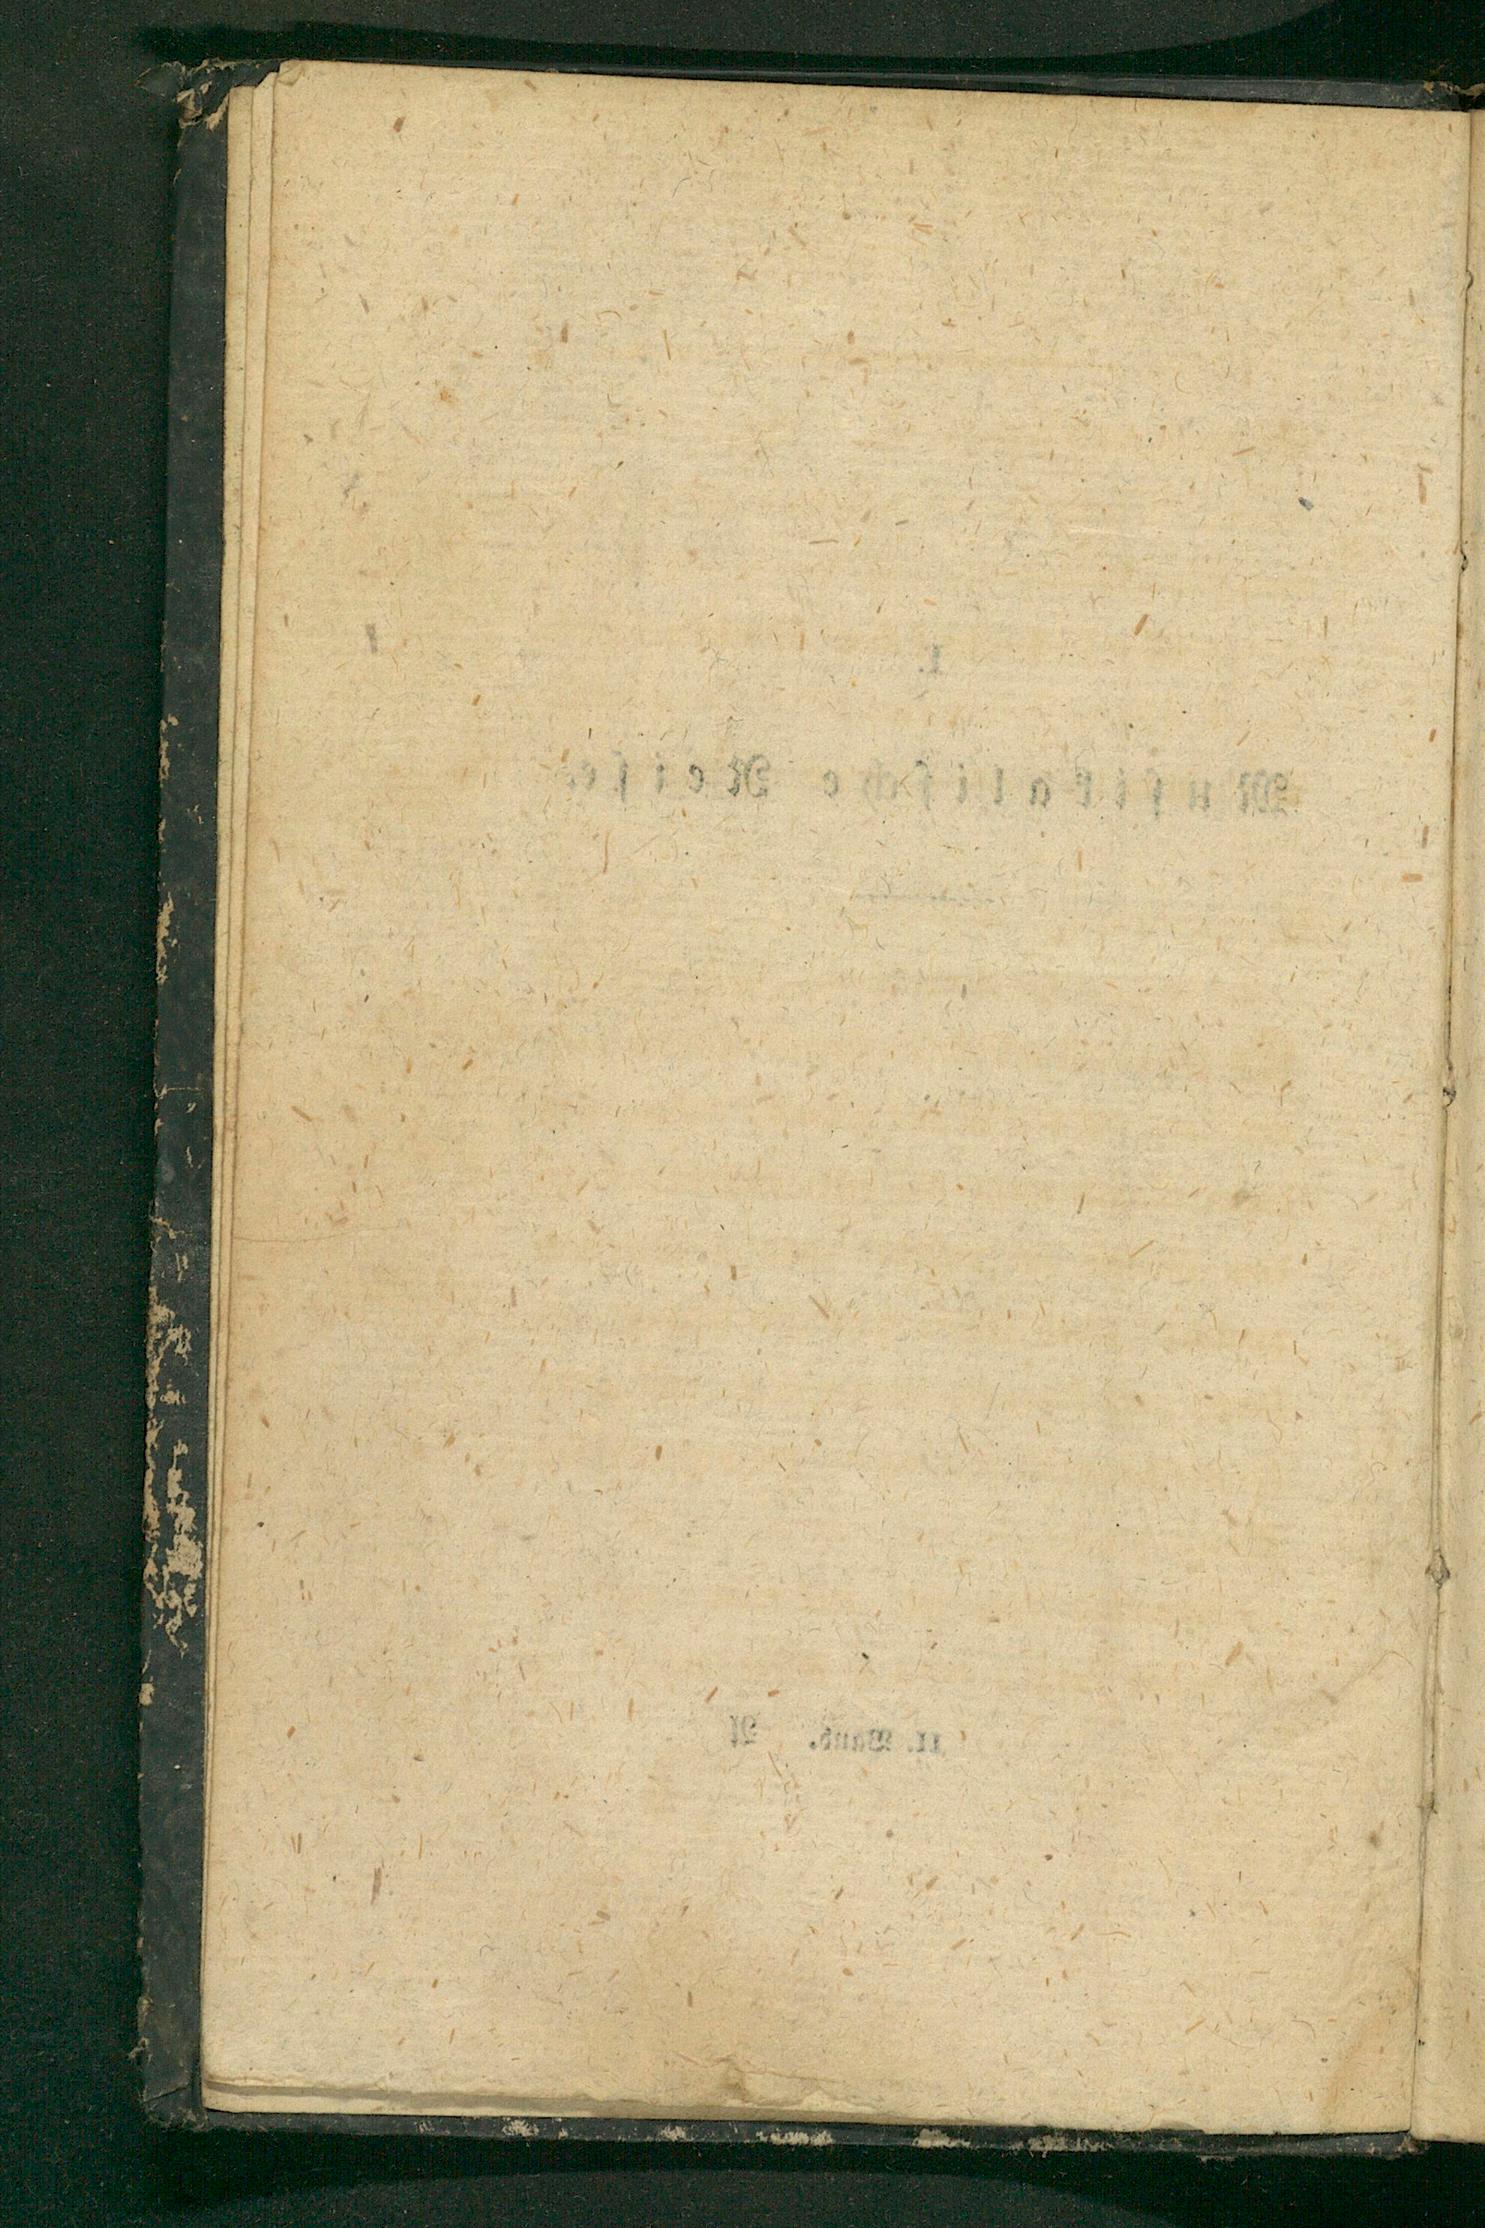 I.
Musikalische Reise.
II. Band. A